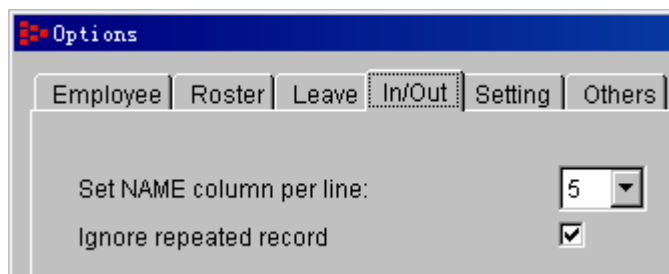 Options
Employee Roster Leave In/Out Setting Others
Set NAME column per line: 5
Ignore repeated record